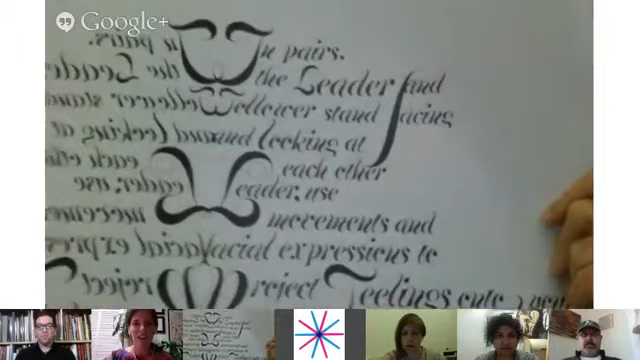 Google+
In pairs.
the Leader and
Follower stand facing
and looking at
each other
Leader, use
movements and
facial expressions to
Project Feelings onto